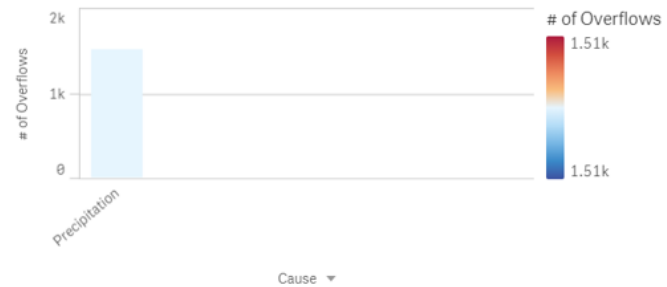 # of Overflows
2k
1k
0
Precipitation
Cause
# of Overflows
1.51k
1.51k